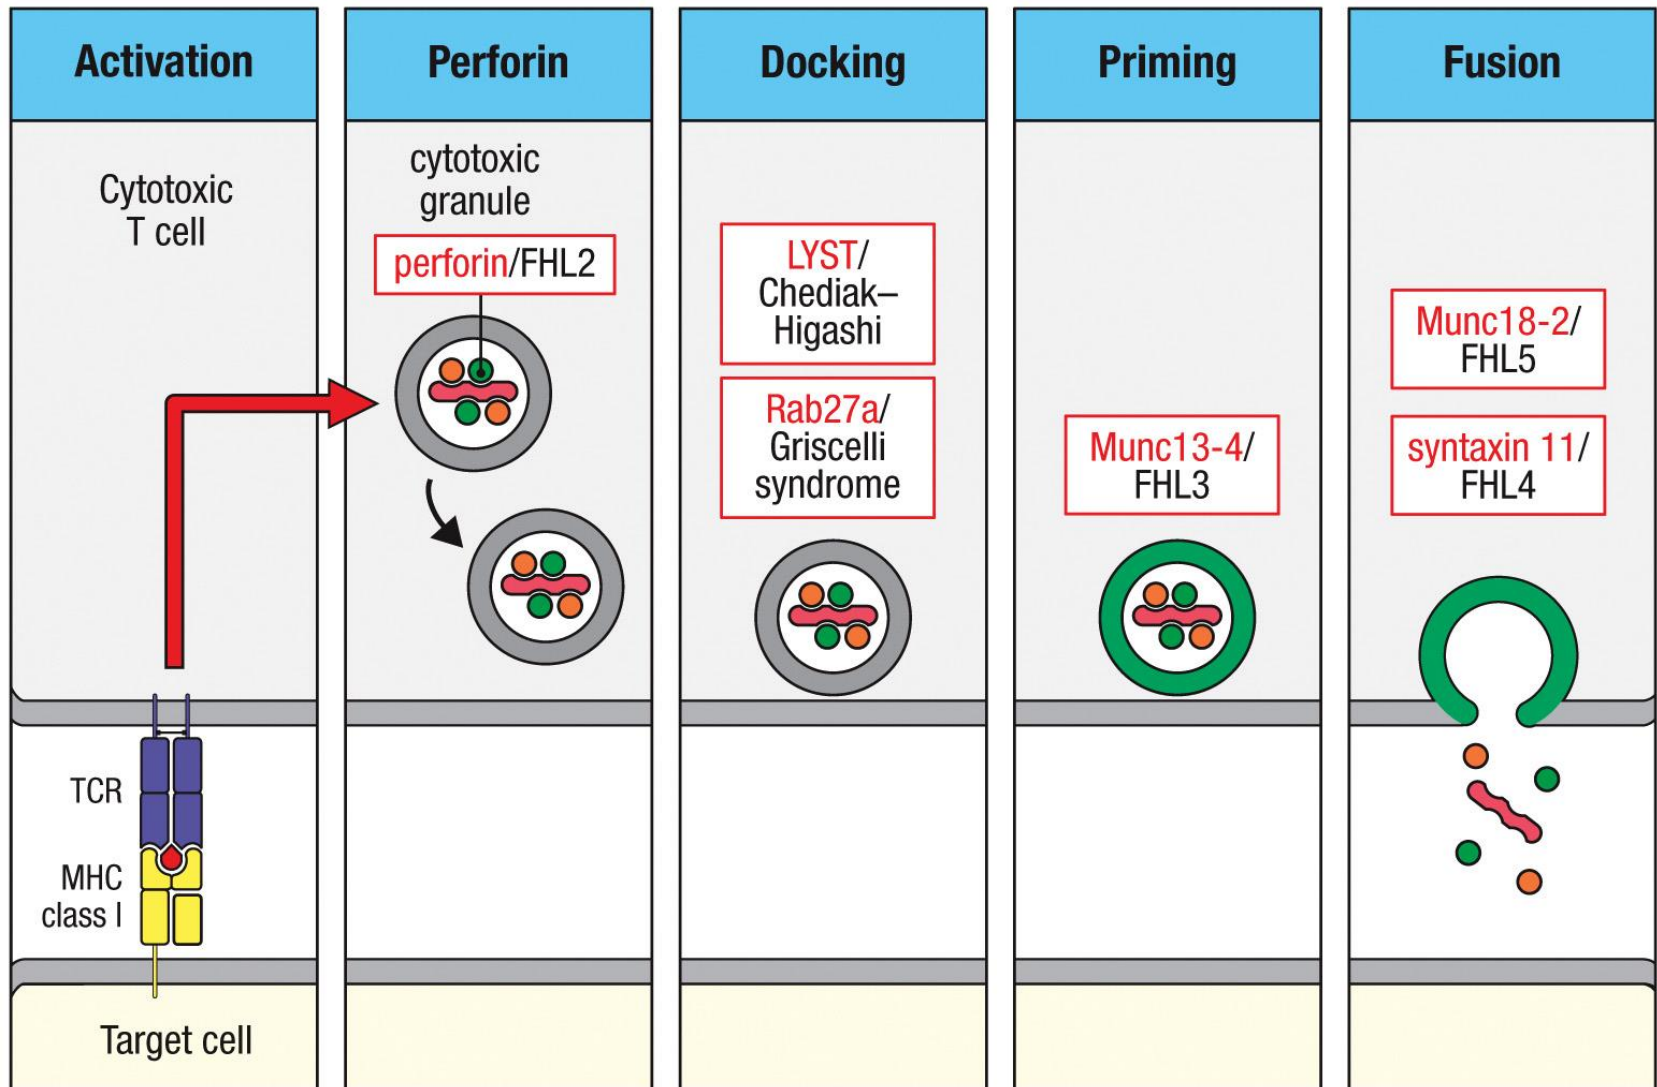 Activation
Cytotoxic
T cell
TCR
MHC
class I
Target cell
Perforin
cytotoxic
granule
perforin/FHL2
Docking
LYST/
Chediak–
Higashi
Rab27a/
Griscelli
syndrome
Priming
Munc13-4/
FHL3
Fusion
Munc18-2/
FHL5
syntaxin 11/
FHL4